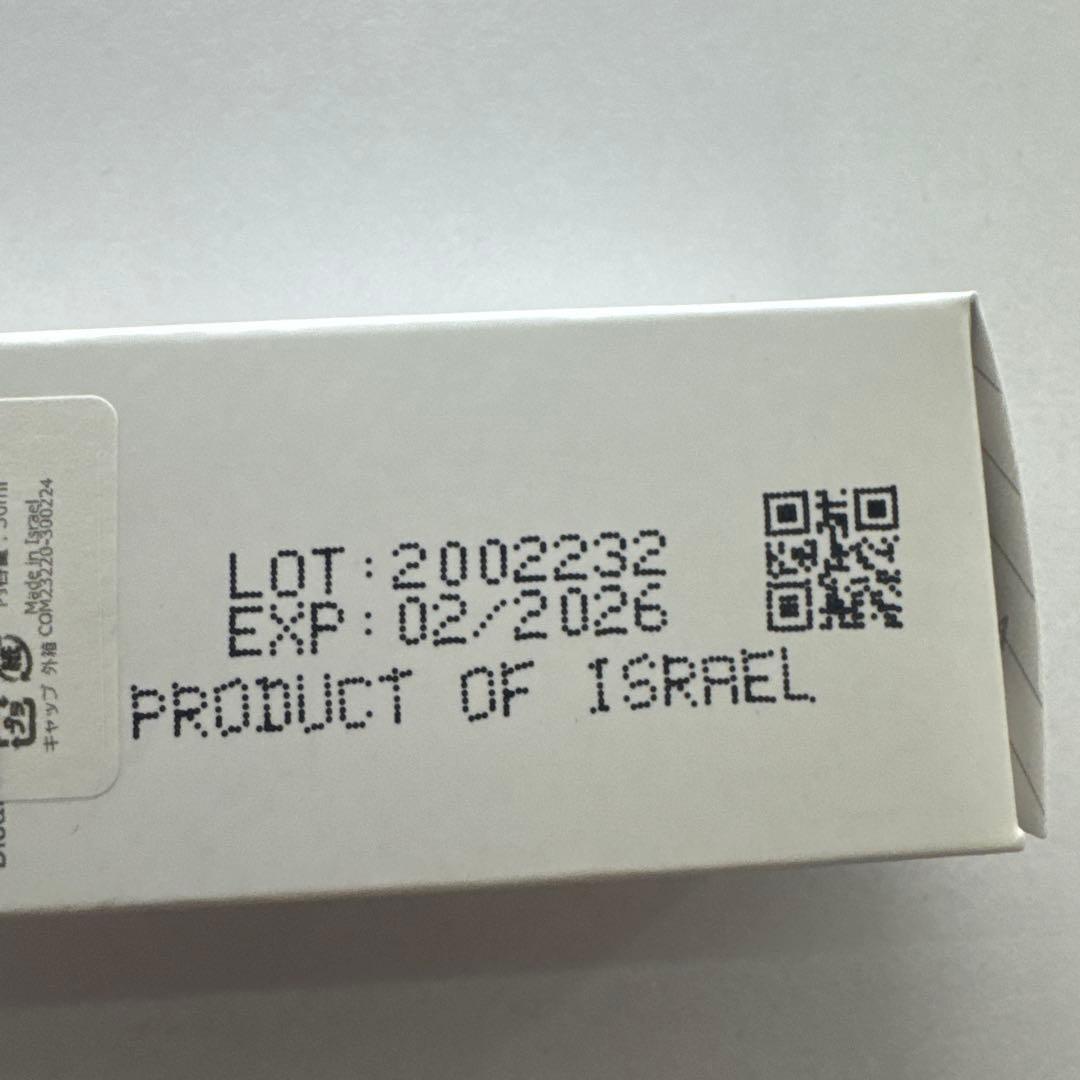 LOT:2002232
EXP:02/2026
PRODUCT OF ISRAEL
Made in Israel
キャップ 外箱 COM23220-300224